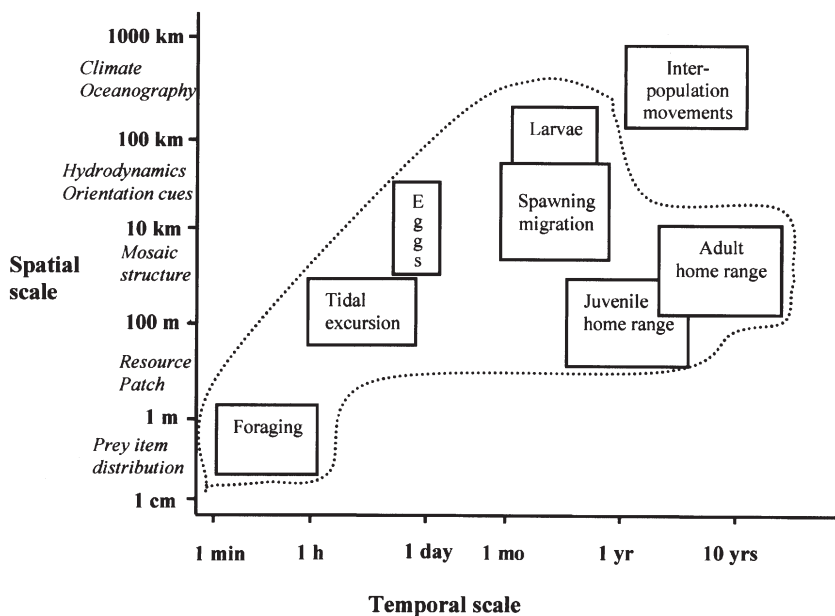 1000 km
Climate
Oceanography
100 km
Hydrodynamics
Orientation cues
10 km
Mosaic
structure
Spatial
scale
100 m
Resource
Patch
1 m
Prey item
distribution
1 cm
Inter-
population
movements
Larvae
Spawning
migration
E
g
g
s
Adult
home range
Tidal
excursion
Juvenile
home range
Foraging
1 min
1 h
1 day
1 mo
1 yr
10 yrs
Temporal scale